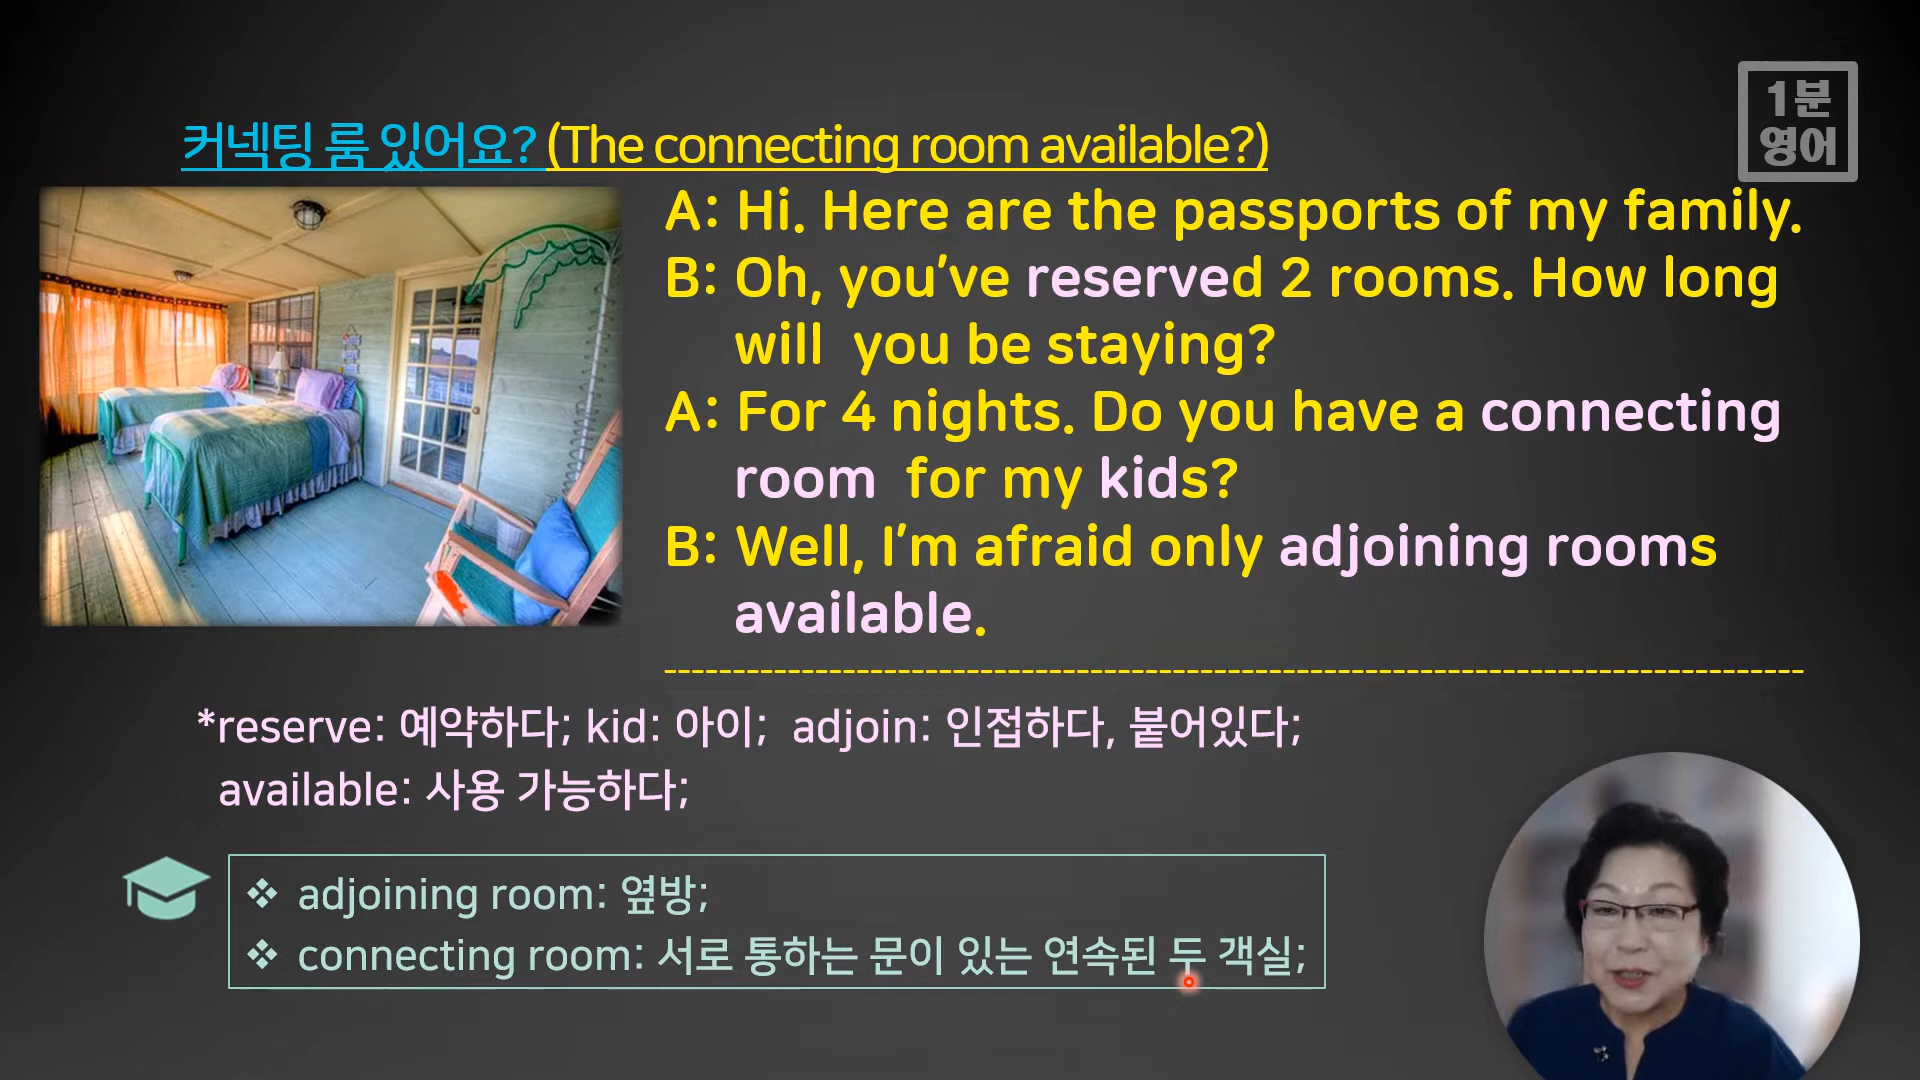 1분
영어
커넥팅 룸 있어요? (The connecting room available?)
A: Hi. Here are the passports of my family.
B: Oh, you've reserved 2 rooms. How long
will you be staying?
A: For 4 nights. Do you have a connecting
room for my kids?
B: Well, I'm afraid only adjoining rooms
available.
--------------------------------------------------------------------------------
*reserve: 예약하다; kid: 아이; adjoin: 인접하다, 붙어있다;
available: 사용 가능하다;
❖ adjoining room: 옆방;
❖ connecting room: 서로 통하는 문이 있는 연속된 두 객실;